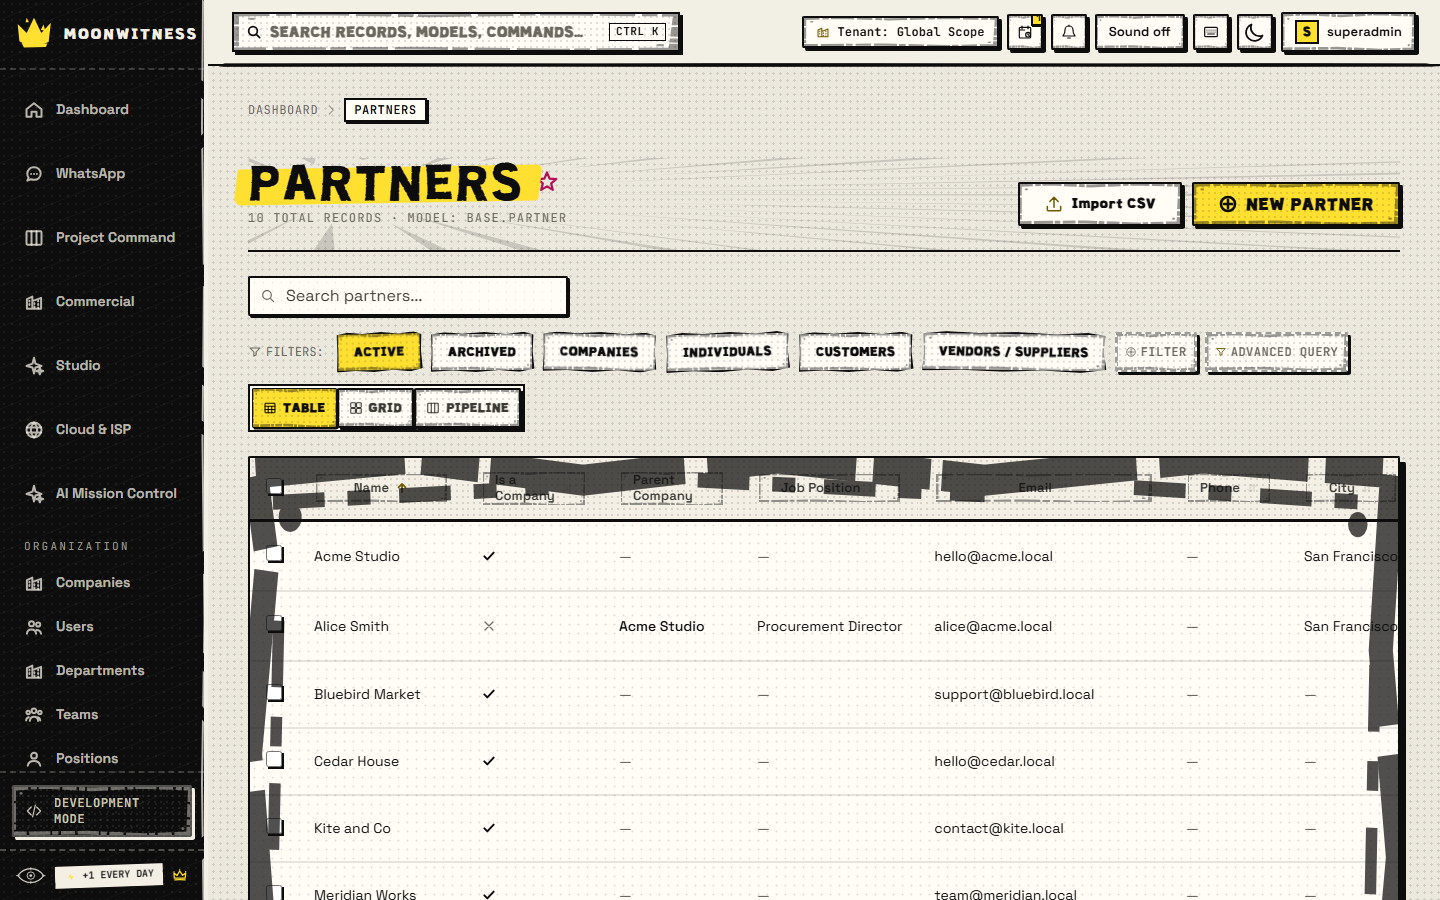 MOONWITNESS
SEARCH RECORDS, MODELS, COMMANDS…
CTRL K
Tenant: Global Scope
Sound off
S
superadmin
Dashboard
WhatsApp
Project Command
Commercial
Studio
Cloud & ISP
AI Mission Control
ORGANIZATION
Companies
Users
Departments
Teams
Positions
DEVELOPMENT
MODE
+1 EVERY DAY
DASHBOARD
PARTNERS
PARTNERS
10 TOTAL RECORDS · MODEL: BASE.PARTNER
Import CSV
NEW PARTNER
Search partners...
FILTERS:
ACTIVE
ARCHIVED
COMPANIES
INDIVIDUALS
CUSTOMERS
VENDORS / SUPPLIERS
FILTER
ADVANCED QUERY
TABLE
GRID
PIPELINE
Name
Is a
Company
Parent
Company
Job Position
Email
Phone
City
Acme Studio — — hello@acme.local — San Francisco
Alice Smith Acme Studio Procurement Director alice@acme.local — San Francisco
Bluebird Market — — support@bluebird.local — —
Cedar House — — hello@cedar.local — —
Kite and Co — — contact@kite.local — —
Meridian Works — — team@meridian.local — —